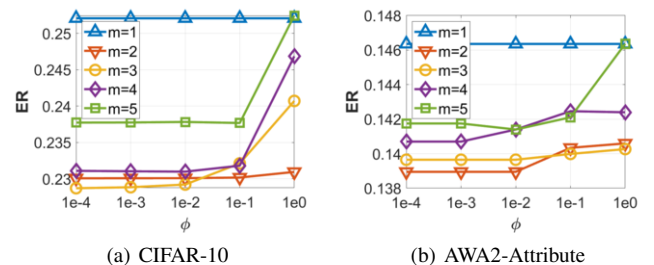 0.25
0.245
0.24
0.235
0.23
ER
m=1
m=2
m=3
m=4
m=5
1e-4 1e-3 1e-2 1e-1 1e0
ϕ
(a) CIFAR-10
0.148
0.146
0.144
0.142
0.14
0.138
ER
m=1
m=2
m=3
m=4
m=5
1e-4 1e-3 1e-2 1e-1 1e0
ϕ
(b) AWA2-Attribute